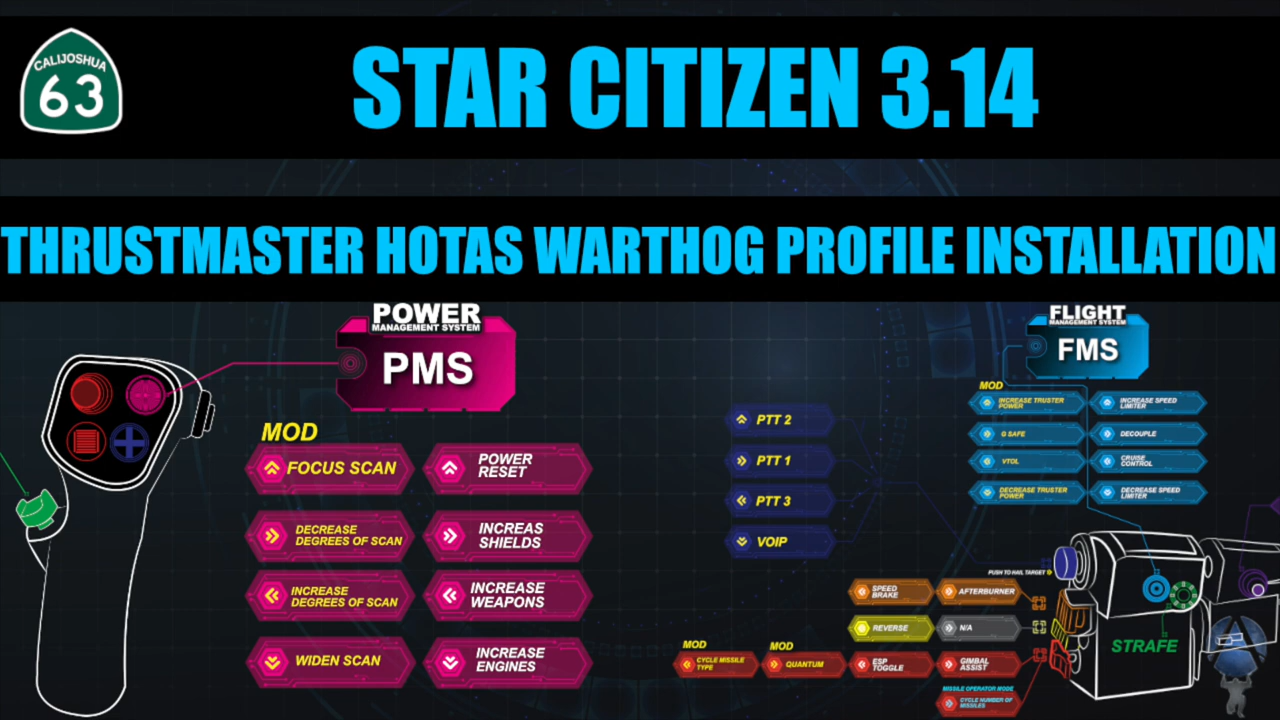 CALIJOSHUA
63
STAR CITIZEN 3.14
THRUSTMASTER HOTAS WARTHOG PROFILE INSTALLATION
POWER
MANAGEMENT SYSTEM
PMS
MOD
FOCUS SCAN
POWER
RESET
DECREASE
DEGREES OF SCAN
INCREAS
SHIELDS
INCREASE
DEGREES OF SCAN
INCREASE
WEAPONS
WIDEN SCAN
INCREASE
ENGINES
PTT 2
PTT 1
PTT 3
VOIP
FLIGHT
MANAGEMENT SYSTEM
FMS
MOD
INCREASE TRUSTER
POWER
INCREASE SPEED
LIMITER
G SAFE
DECOUPLE
VTOL
CRUISE
CONTROL
DECREASE TRUSTER
POWER
DECREASE SPEED
LIMITER
PUSH TO HAIL TARGET
SPEED
BRAKE
AFTERBURNER
REVERSE
N/A
MOD
CYCLE MISSILE
TYPE
MOD
QUANTUM
ESP
TOGGLE
GIMBAL
ASSIST
MISSILE OPERATOR MODE
CYCLE NUMBER OF
MISSILES
STRAFE